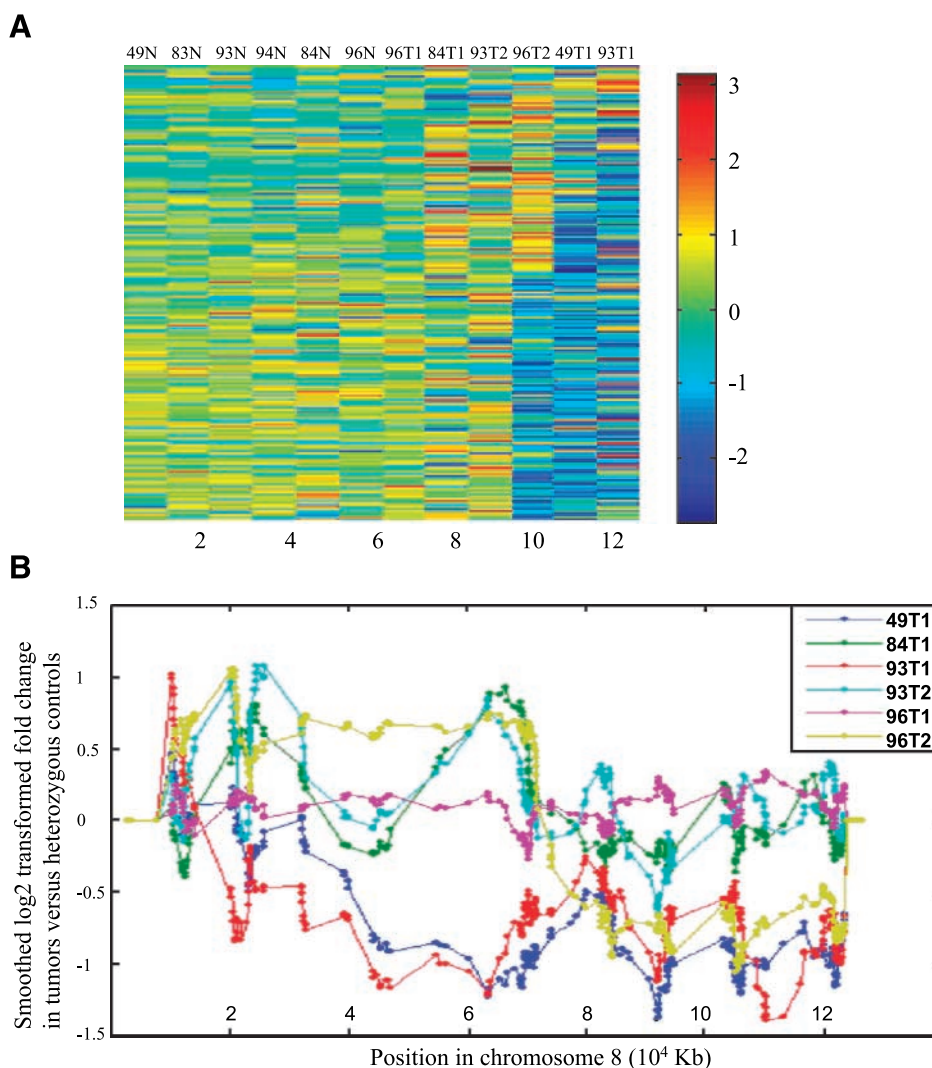 A
49N 83N 93N 94N 84N 96N 96T1 84T1 93T2 96T2 49T1 93T1
3
2
1
0
-1
-2
2 4 6 8 10 12
B
Smoothed log2 transformed fold change
in tumors versus heterozygous controls
1.5
1
0.5
0
-0.5
-1
-1.5
49T1
84T1
93T1
93T2
96T1
96T2
2 4 6 8 10 12
Position in chromosome 8 (10⁴ Kb)